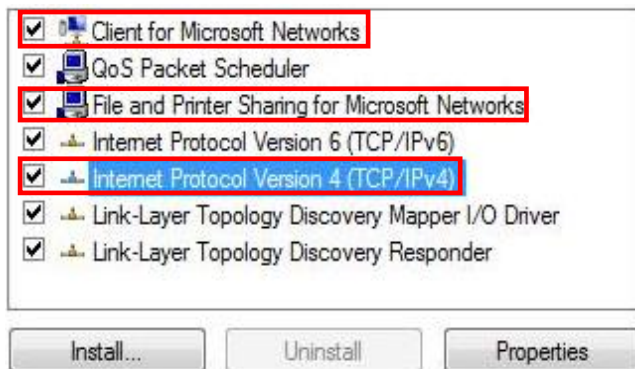 Client for Microsoft Networks
QoS Packet Scheduler
File and Printer Sharing for Microsoft Networks
Internet Protocol Version 6 (TCP/IPv6)
Internet Protocol Version 4 (TCP/IPv4)
Link-Layer Topology Discovery Mapper I/O Driver
Link-Layer Topology Discovery Responder
Install... Uninstall Properties